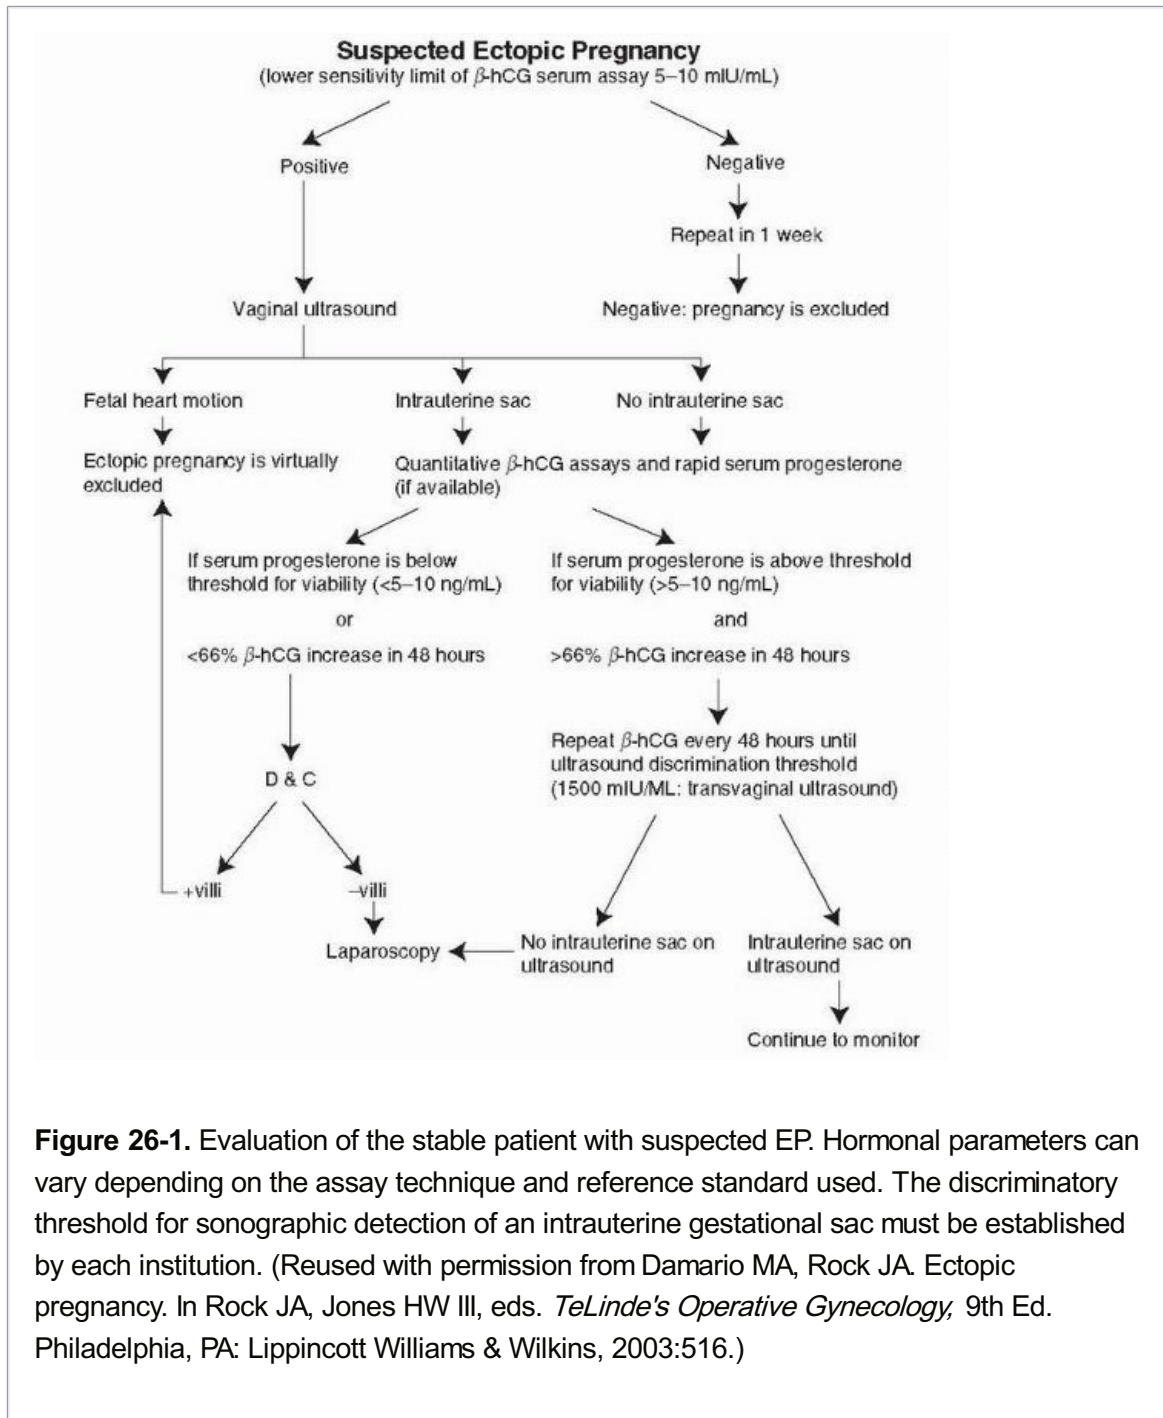 Suspected Ectopic Pregnancy
(lower sensitivity limit of β-hCG serum assay 5–10 mIU/mL)
Positive
Negative
Repeat in 1 week
Vaginal ultrasound
Negative: pregnancy is excluded
Fetal heart motion
Intrauterine sac
No intrauterine sac
Ectopic pregnancy is virtually
excluded
Quantitative β-hCG assays and rapid serum progesterone
(if available)
If serum progesterone is below
threshold for viability (<5–10 ng/mL)
or
<66% β-hCG increase in 48 hours
If serum progesterone is above threshold
for viability (>5–10 ng/mL)
and
>66% β-hCG increase in 48 hours
Repeat β-hCG every 48 hours until
ultrasound discrimination threshold
(1500 mIU/ML: transvaginal ultrasound)
D & C
+villi
–villi
Laparoscopy
No intrauterine sac on
ultrasound
Intrauterine sac on
ultrasound
Continue to monitor
Figure 26-1. Evaluation of the stable patient with suspected EP. Hormonal parameters can
vary depending on the assay technique and reference standard used. The discriminatory
threshold for sonographic detection of an intrauterine gestational sac must be established
by each institution. (Reused with permission from Damario MA, Rock JA. Ectopic
pregnancy. In Rock JA, Jones HW III, eds. TeLinde's Operative Gynecology, 9th Ed.
Philadelphia, PA: Lippincott Williams & Wilkins, 2003:516.)